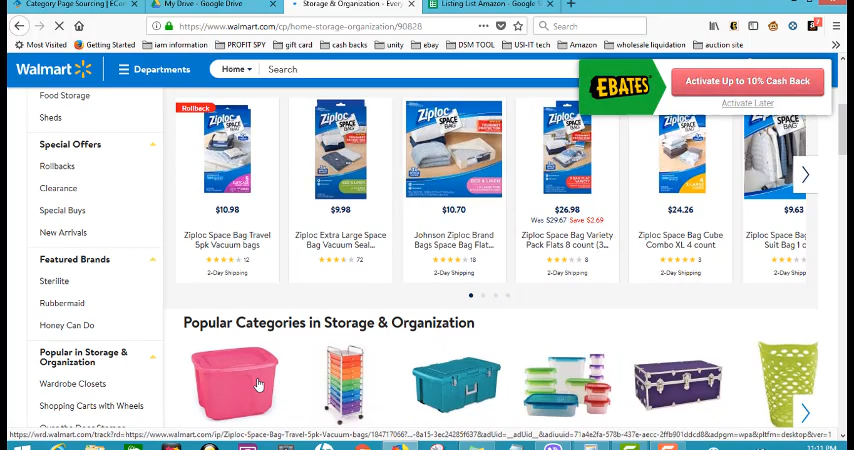 Category Page Sourcing | ECom
My Drive - Google Drive
Storage & Organization - Every
Listing List Amazon - Google S
https://www.walmart.com/cp/home-storage-organization/90828
Search
Most Visited
Getting Started
iam information
PROFIT SPY
gift card
cash backs
unity
ebay
DSM TOOL
USI-IT tech
Amazon
wholesale liquidation
auction site
Walmart
Departments
Home
Search
EBATES
Activate Up to 10% Cash Back
Activate Later
Food Storage
Sheds
Special Offers
Rollbacks
Clearance
Special Buys
New Arrivals
Featured Brands
Sterilite
Rubbermaid
Honey Can Do
Popular in Storage &
Organization
Wardrobe Closets
Shopping Carts with Wheels
Rollback
$10.98
Ziploc Space Bag Travel
5pk Vacuum bags
12
2-Day Shipping
$9.98
Ziploc Extra Large Space
Bag Vacuum Seal...
72
2-Day Shipping
$10.70
Johnson Ziploc Brand
Bags Space Bag Flat...
18
2-Day Shipping
$26.98
Was $29.67 Save $2.69
Ziploc Space Bag Variety
Pack Flats 8 count (3...
8
2-Day Shipping
$24.26
Ziploc Space Bag Cube
Combo XL 4 count
3
2-Day Shipping
$9.63
Ziploc Space Ba
Suit Bag 1 c
2-Day Shippi
Popular Categories in Storage & Organization
11:11 PM